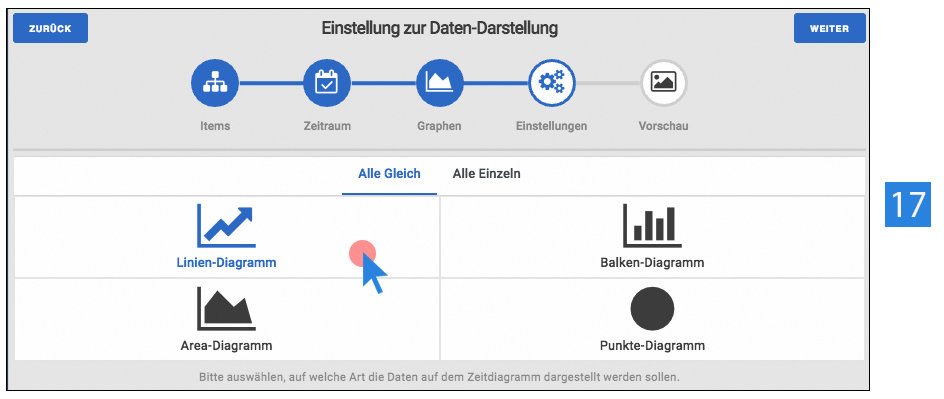 ZURÜCK
Einstellung zur Daten-Darstellung
WEITER
Items
Zeitraum
Graphen
Einstellungen
Vorschau
Alle Gleich
Alle Einzeln
17
Linien-Diagramm
Balken-Diagramm
Area-Diagramm
Punkte-Diagramm
Bitte auswählen, auf welche Art die Daten auf dem Zeitdiagramm dargestellt werden sollen.